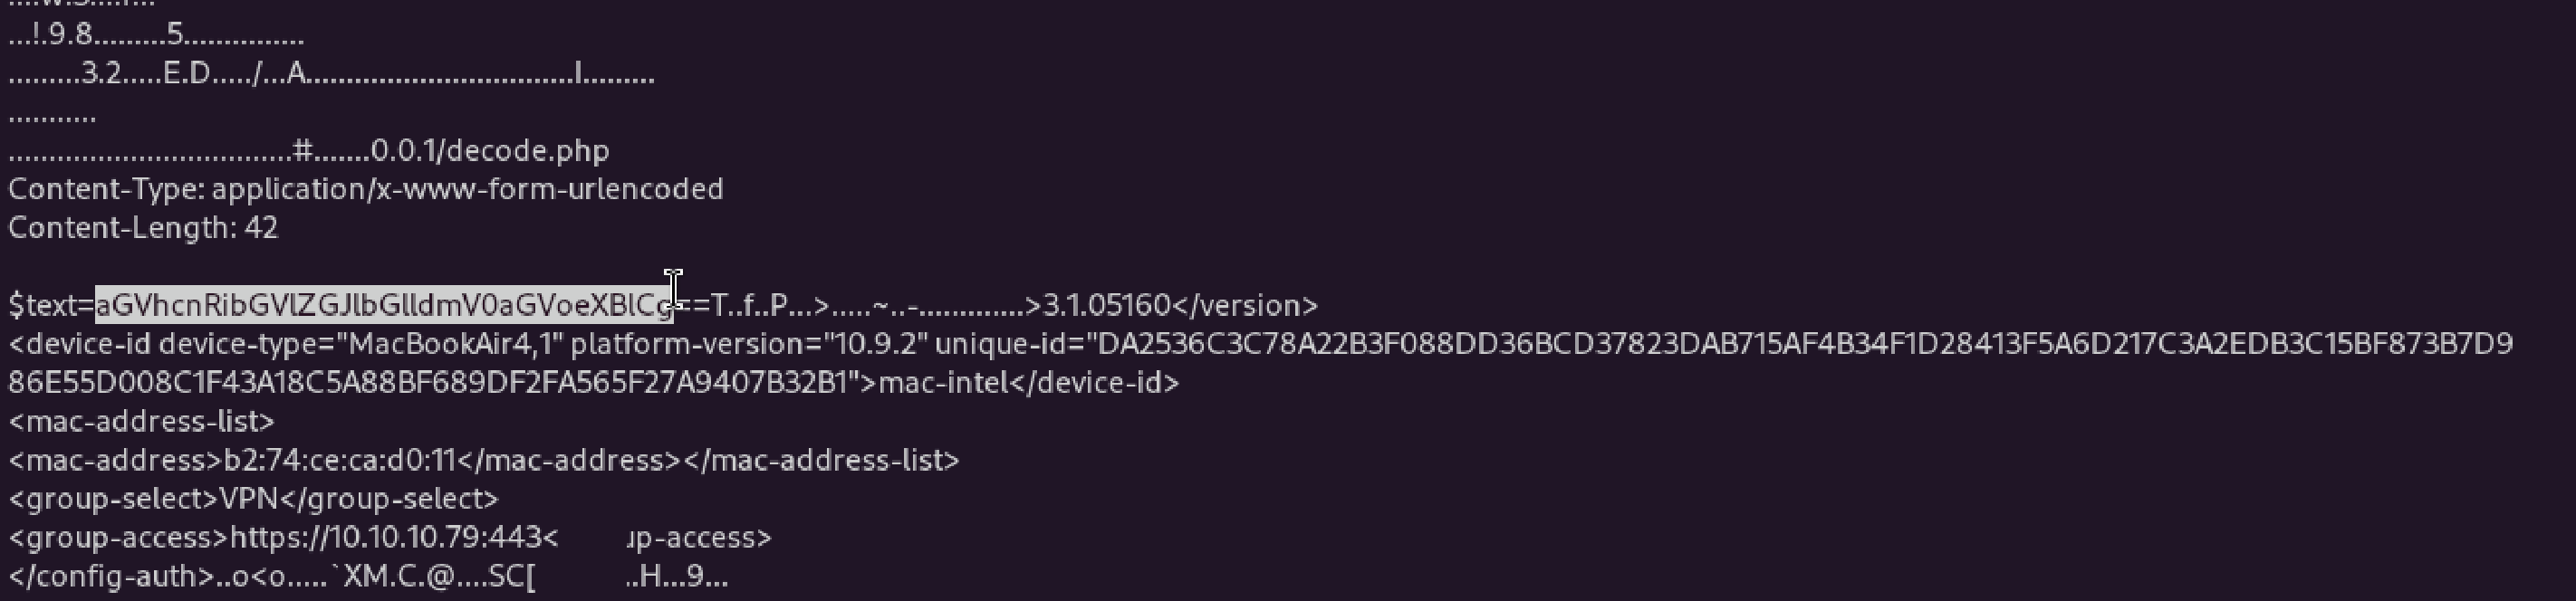 ...!.9.8.........5...............
.........3.2.....E.D...../...A.................................I.........
...........
...................................#.......0.0.1/decode.php
Content-Type: application/x-www-form-urlencoded
Content-Length: 42
$text=aGVhcnRibGVlZGJlbGlldmV0aGVoeXBlCg==T..f..P...>.....~..-.............>3.1.05160</version>
<device-id device-type="MacBookAir4,1" platform-version="10.9.2" unique-id="DA2536C3C78A22B3F088DD36BCD37823DAB715AF4B34F1D28413F5A6D217C3A2EDB3C15BF873B7D9
86E55D008C1F43A18C5A88BF689DF2FA565F27A9407B32B1">mac-intel</device-id>
<mac-address-list>
<mac-address>b2:74:ce:ca:d0:11</mac-address></mac-address-list>
<group-select>VPN</group-select>
<group-access>https://10.10.10.79:443< up-access>
</config-auth>..o<o.....`XM.C.@....SC[ ..H...9...